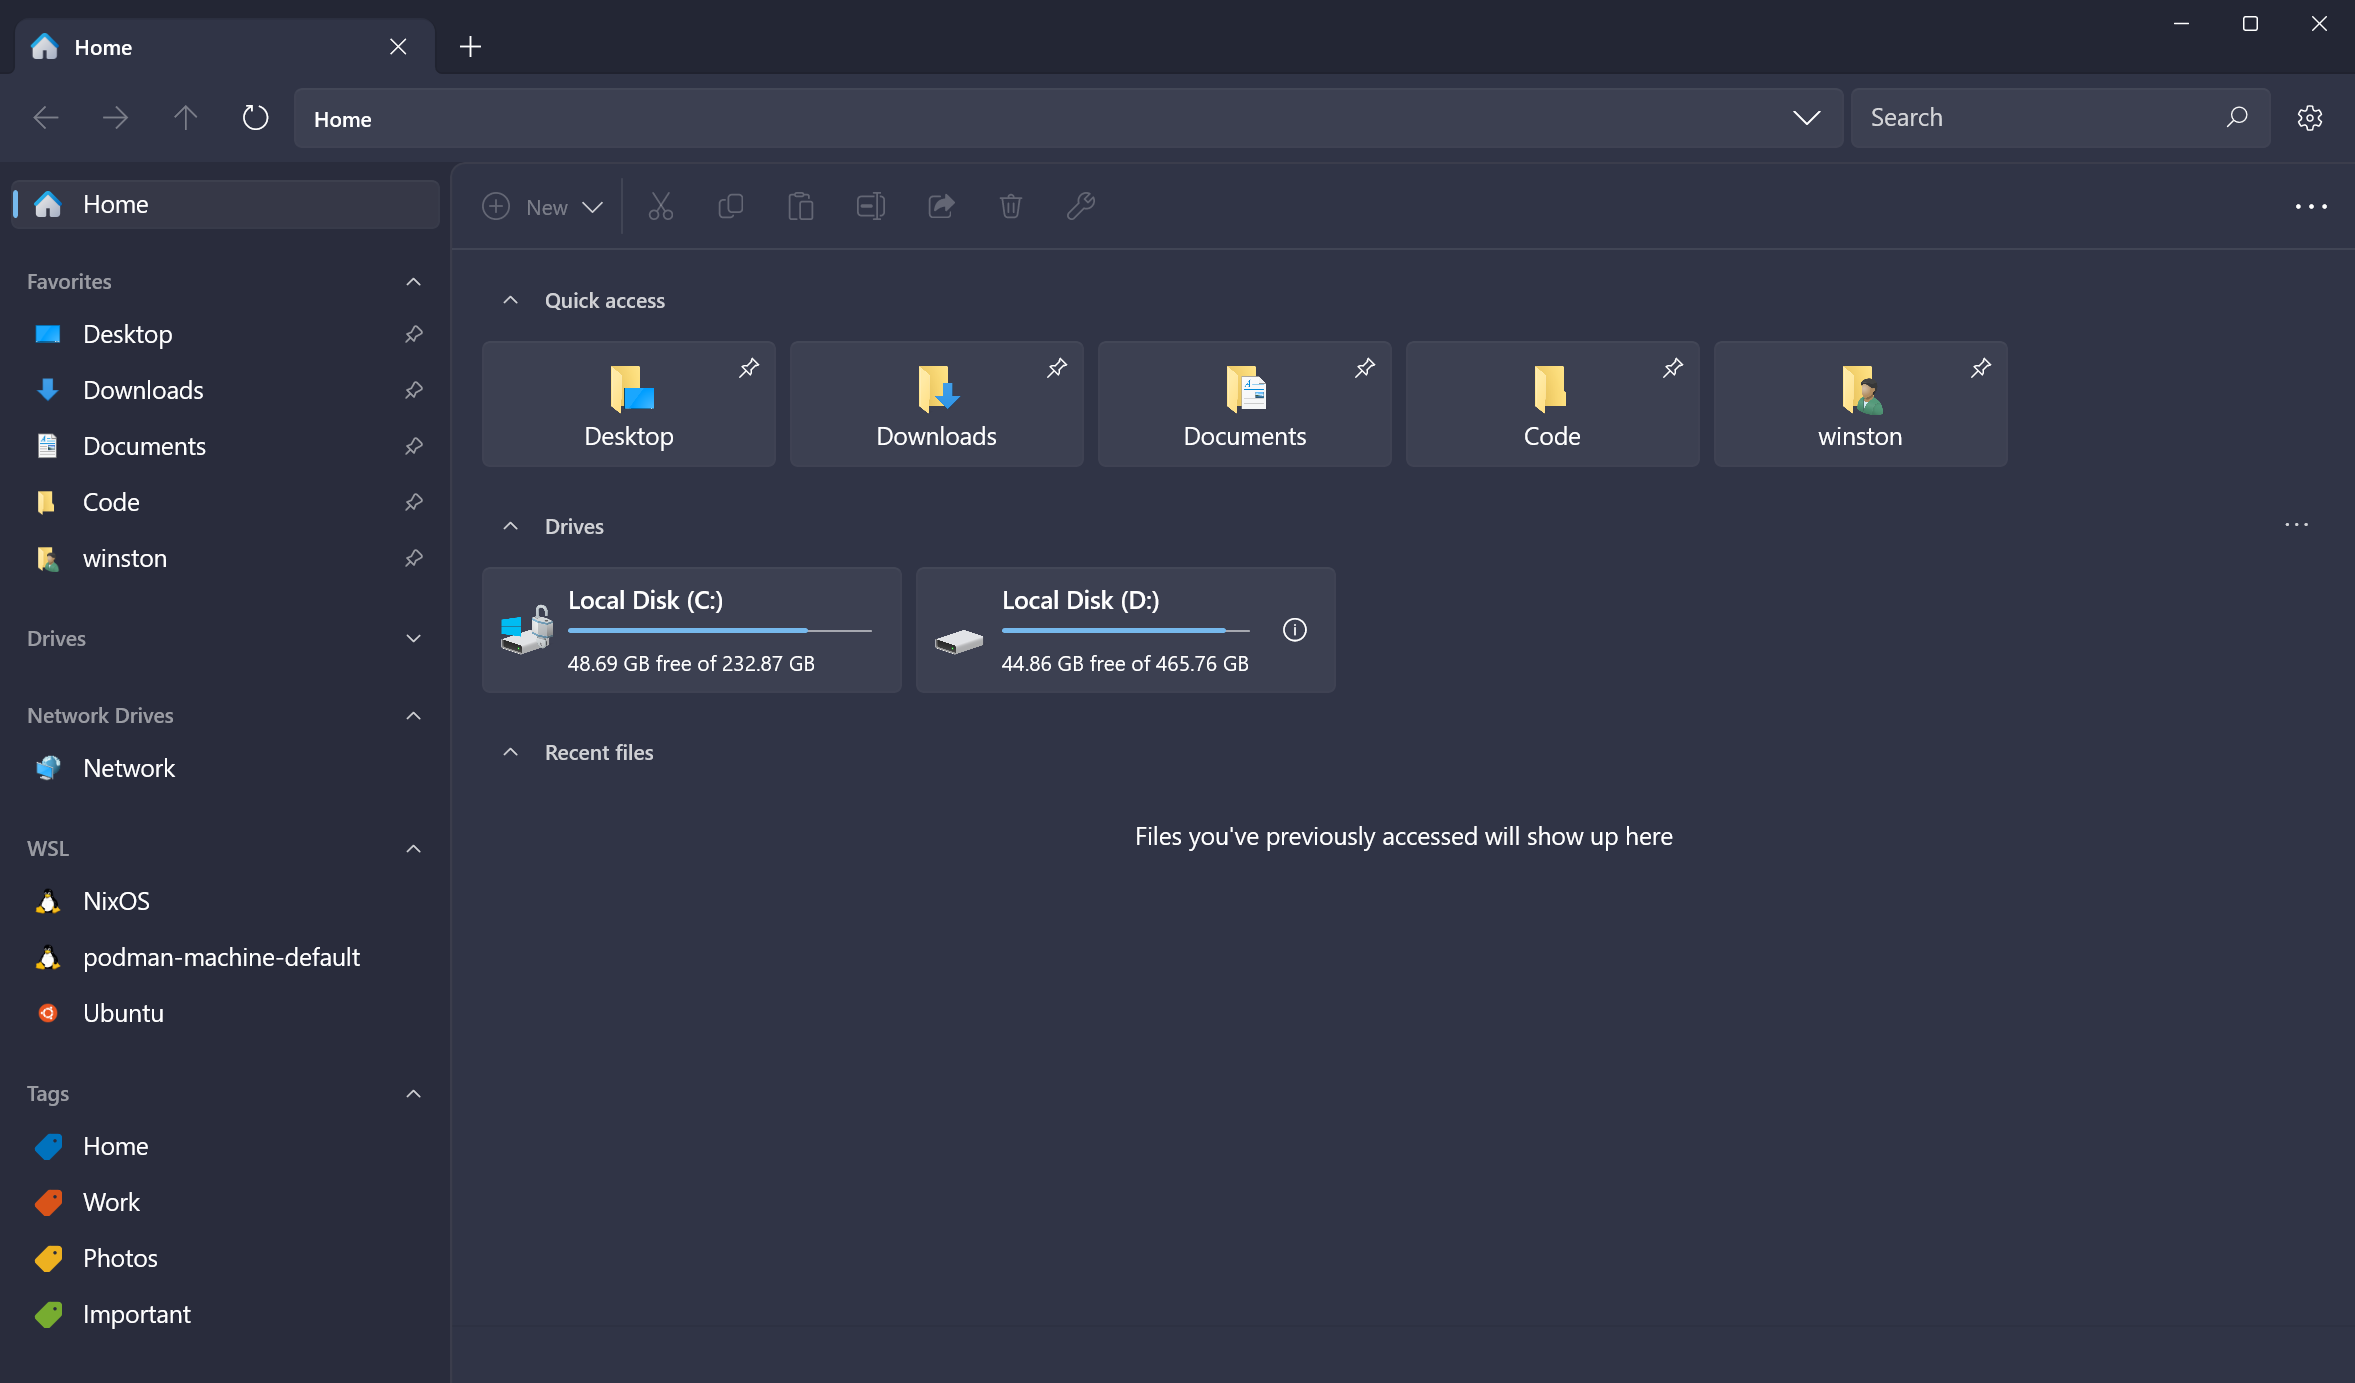 Home
Home
Search
Home
New
Favorites
Desktop
Downloads
Documents
Code
winston
Drives
Network Drives
Network
WSL
NixOS
podman-machine-default
Ubuntu
Tags
Home
Work
Photos
Important
Quick access
Desktop
Downloads
Documents
Code
winston
Drives
Local Disk (C:)
48.69 GB free of 232.87 GB
Local Disk (D:)
44.86 GB free of 465.76 GB
Recent files
Files you've previously accessed will show up here